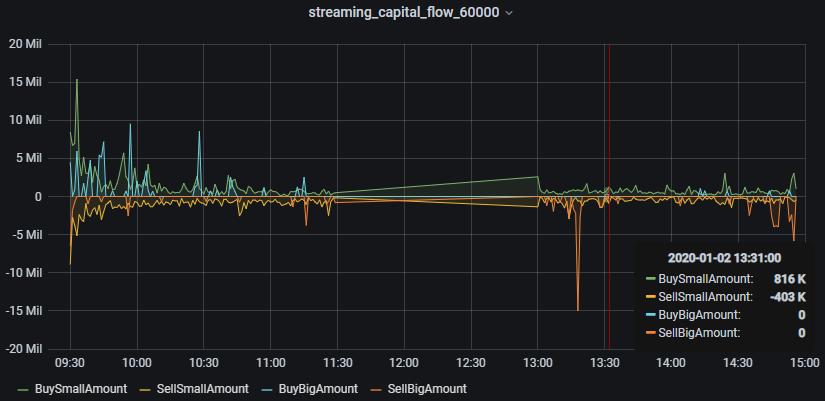 streaming_capital_flow_60000
20 Mil
15 Mil
10 Mil
5 Mil
0
-5 Mil
-10 Mil
-15 Mil
-20 Mil
2020-01-02 13:31:00
BuySmallAmount: 816 K
SellSmallAmount: -403 K
BuyBigAmount: 0
SellBigAmount: 0
09:30 10:00 10:30 11:00 11:30 12:00 12:30 13:00 13:30 14:00 14:30 15:00
BuySmallAmount SellSmallAmount BuyBigAmount SellBigAmount